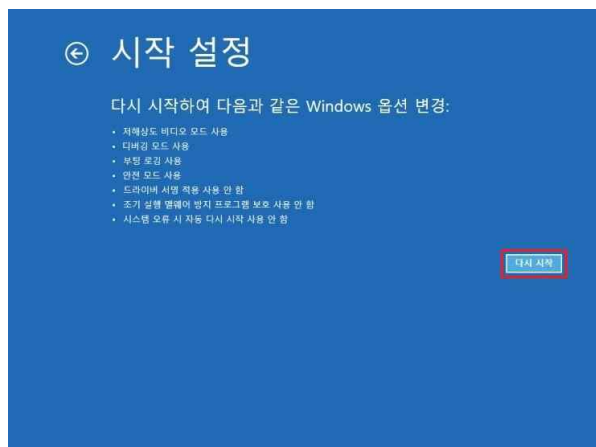 시작 설정
다시 시작하여 다음과 같은 Windows 옵션 변경:
• 저해상도 비디오 모드 사용
• 디버깅 모드 사용
• 부팅 로깅 사용
• 안전 모드 사용
• 드라이버 서명 적용 사용 안 함
• 조기 실행 맬웨어 방지 프로그램 보호 사용 안 함
• 시스템 오류 시 자동 다시 시작 사용 안 함
다시 시작